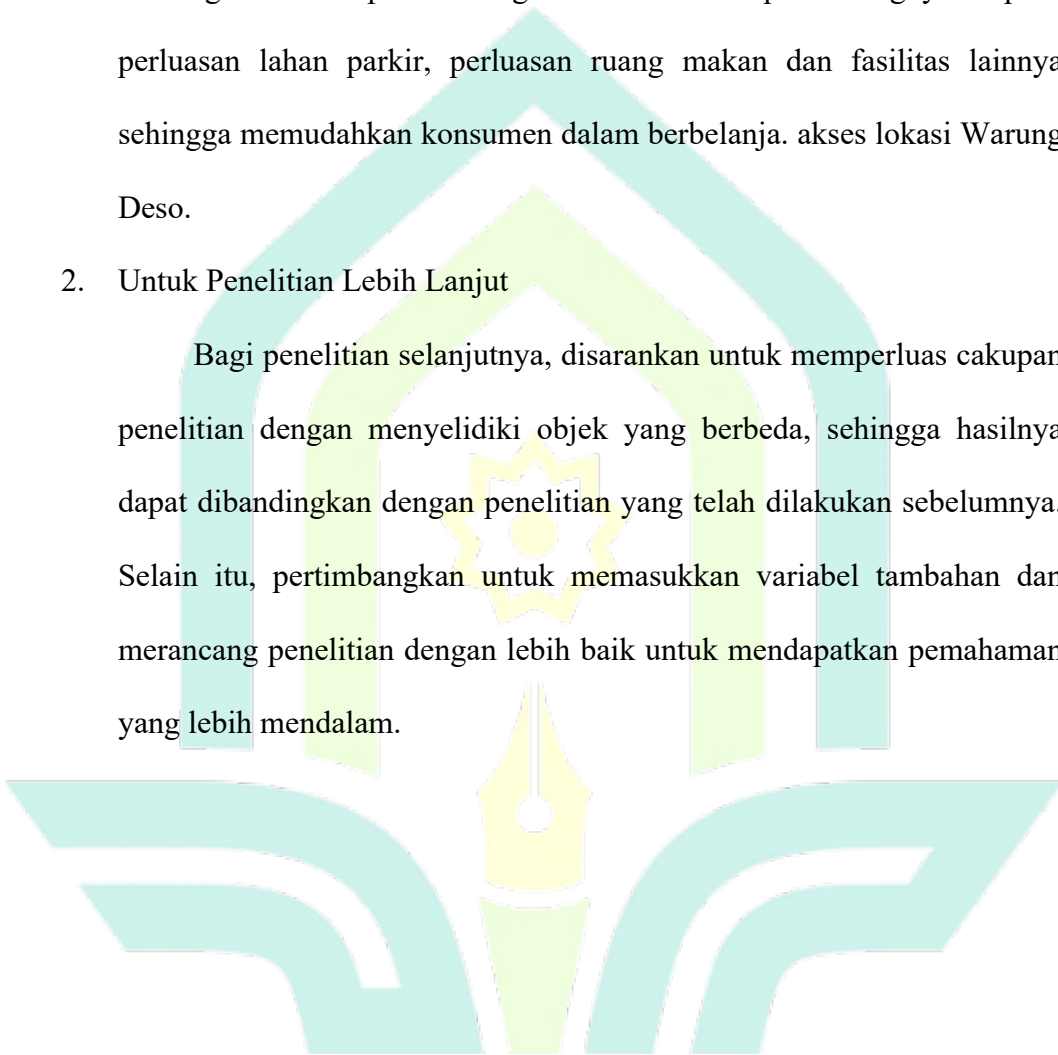 perluasan lahan parkir, perluasan ruang makan dan fasilitas lainnya
sehingga memudahkan konsumen dalam berbelanja. akses lokasi Warung
Deso.
2. Untuk Penelitian Lebih Lanjut
Bagi penelitian selanjutnya, disarankan untuk memperluas cakupan
penelitian dengan menyelidiki objek yang berbeda, sehingga hasilnya
dapat dibandingkan dengan penelitian yang telah dilakukan sebelumnya.
Selain itu, pertimbangkan untuk memasukkan variabel tambahan dan
merancang penelitian dengan lebih baik untuk mendapatkan pemahaman
yang lebih mendalam.